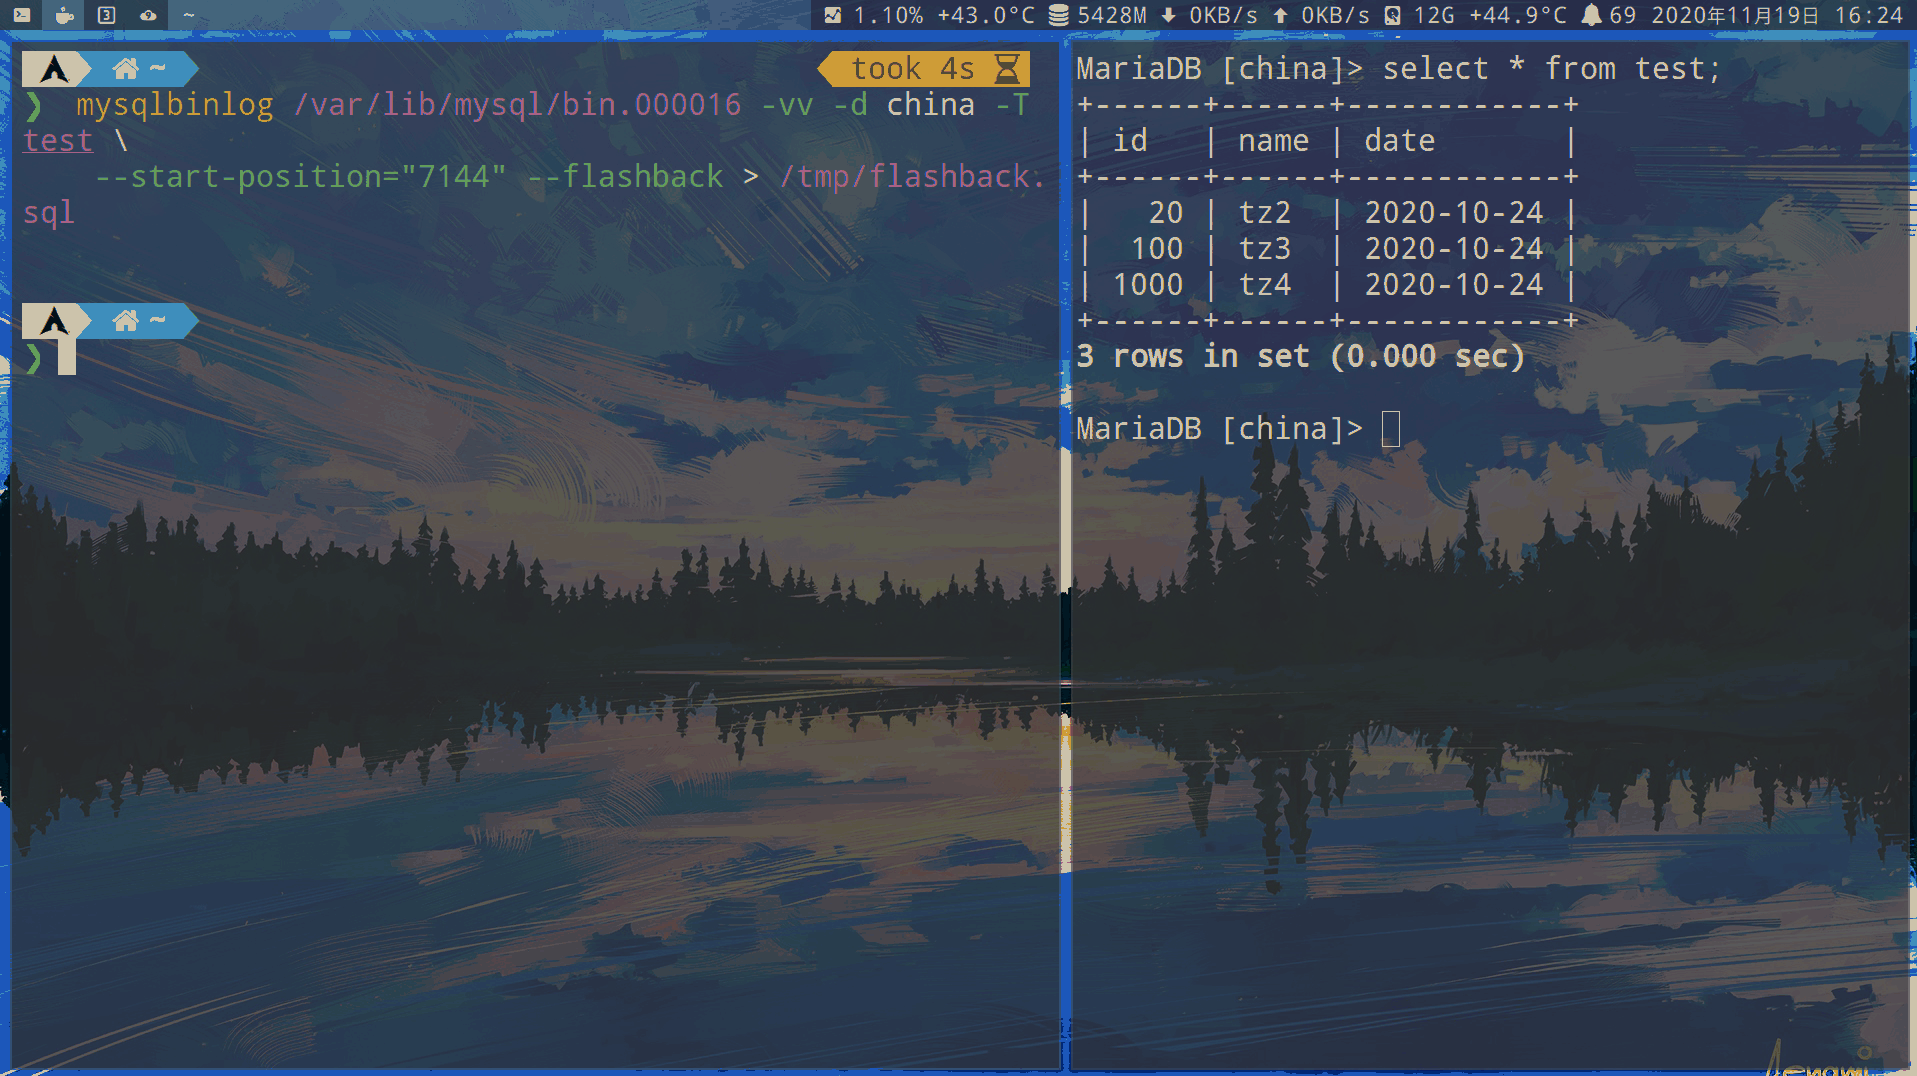 3 9 ~ 1.10% +43.0°C 5428M 0KB/s 0KB/s 12G +44.9°C 69 2020年11月19日 16:24
~ took 4s
❯ mysqlbinlog /var/lib/mysql/bin.000016 -vv -d china -T
test \
--start-position="7144" --flashback > /tmp/flashback.
sql
~
❯
MariaDB [china]> select * from test;
+------+------+------------+
| id   | name | date       |
+------+------+------------+
|   20 | tz2  | 2020-10-24 |
|  100 | tz3  | 2020-10-24 |
| 1000 | tz4  | 2020-10-24 |
+------+------+------------+
3 rows in set (0.000 sec)
MariaDB [china]>
Aenami